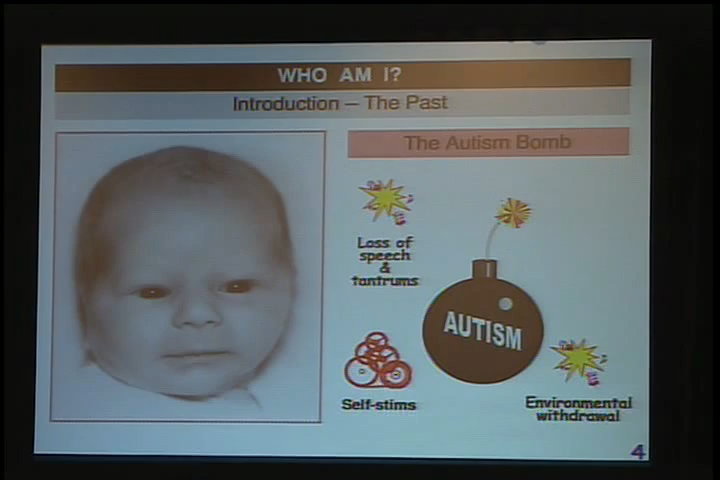 WHO AM I?
Introduction – The Past
The Autism Bomb
Loss of
speech
&
tantrums
AUTISM
Self-stims
Environmental
withdrawal
4